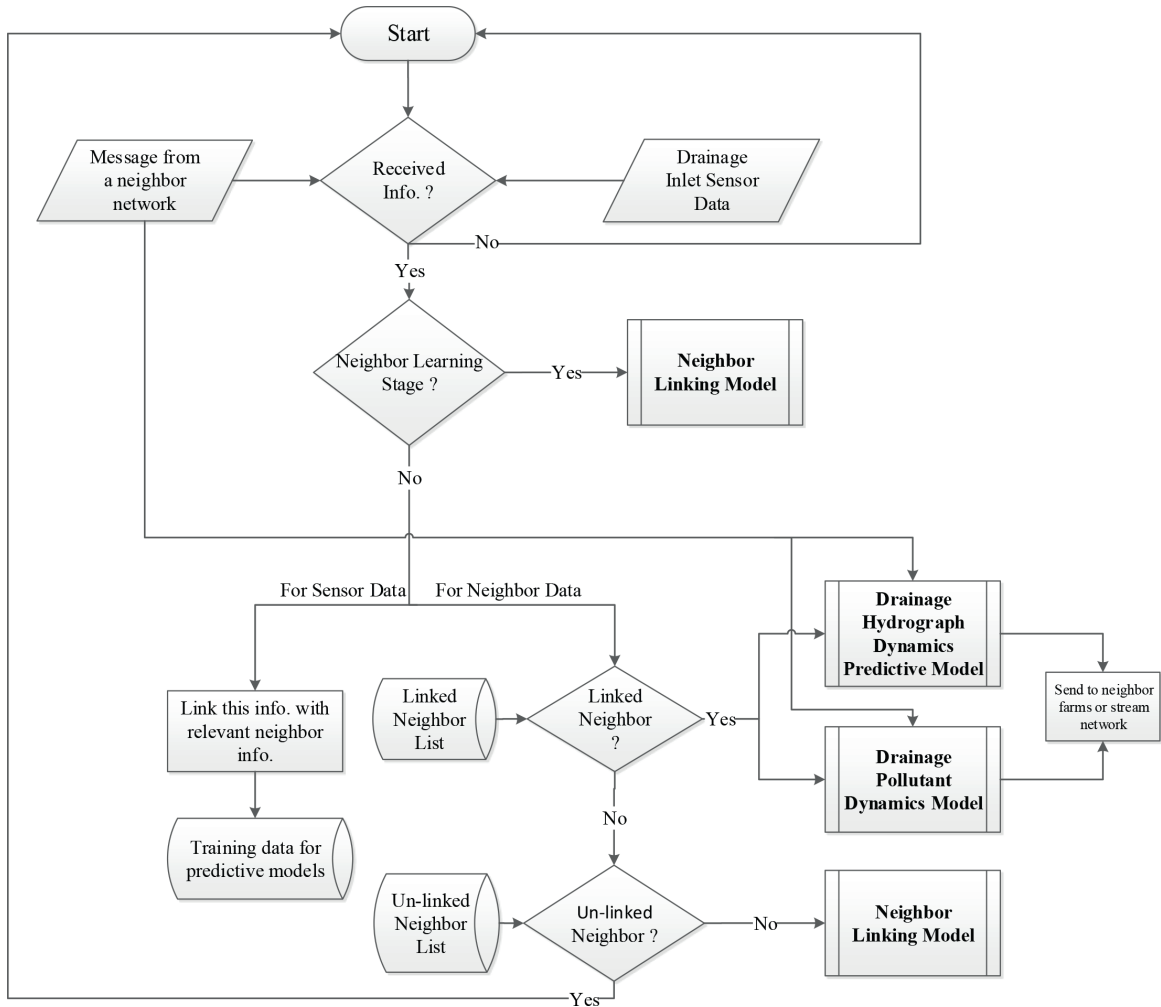 Start
Message from
a neighbor
network
Received
Info. ?
Drainage
Inlet Sensor
Data
No
Yes
Neighbor Learning
Stage ?
Yes
Neighbor
Linking Model
No
For Sensor Data
For Neighbor Data
Drainage
Hydrograph
Dynamics
Predictive Model
Link this info. with
relevant neighbor
info.
Linked
Neighbor
List
Linked
Neighbor
?
Yes
Send to neighbor
farms or stream
network
Drainage
Pollutant
Dynamics Model
No
Training data for
predictive models
Un-linked
Neighbor
List
Un-linked
Neighbor ?
No
Neighbor
Linking Model
Yes